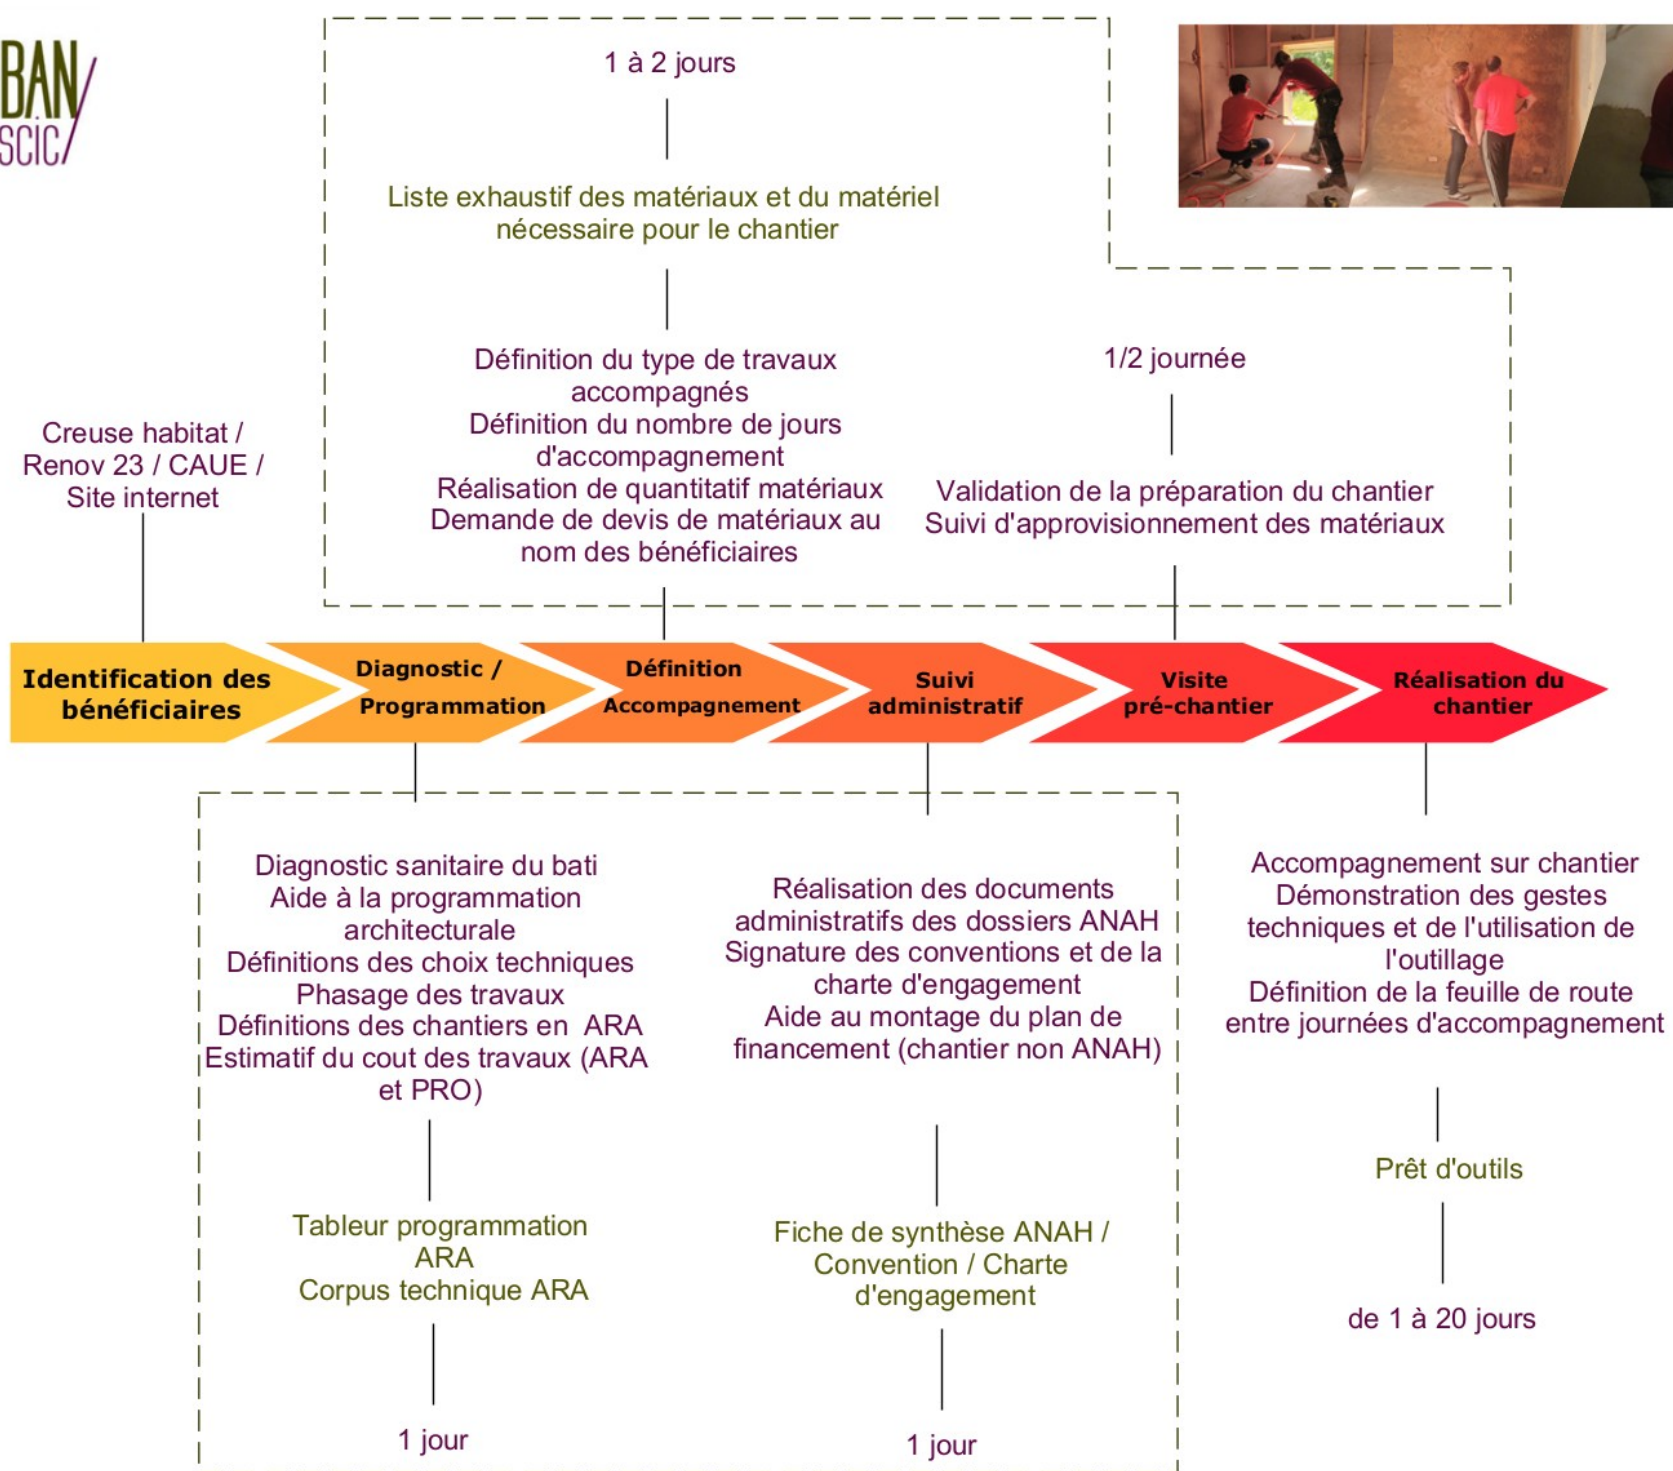 BAN
SCIC
1 à 2 jours
Liste exhaustif des matériaux et du matériel
nécessaire pour le chantier
Définition du type de travaux
accompagnés
Définition du nombre de jours
d'accompagnement
Réalisation de quantitatif matériaux
Demande de devis de matériaux au
nom des bénéficiaires
1/2 journée
Validation de la préparation du chantier
Suivi d'approvisionnement des matériaux
Creuse habitat /
Renov 23 / CAUE /
Site internet
Identification des
bénéficiaires
Diagnostic /
Programmation
Définition
Accompagnement
Suivi
administratif
Visite
pré-chantier
Réalisation du
chantier
Diagnostic sanitaire du bati
Aide à la programmation
architecturale
Définitions des choix techniques
Phasage des travaux
Définitions des chantiers en ARA
Estimatif du cout des travaux (ARA
et PRO)
Tableur programmation
ARA
Corpus technique ARA
1 jour
Réalisation des documents
administratifs des dossiers ANAH
Signature des conventions et de la
charte d'engagement
Aide au montage du plan de
financement (chantier non ANAH)
Fiche de synthèse ANAH /
Convention / Charte
d'engagement
1 jour
Accompagnement sur chantier
Démonstration des gestes
techniques et de l'utilisation de
l'outillage
Définition de la feuille de route
entre journées d'accompagnement
Prêt d'outils
de 1 à 20 jours